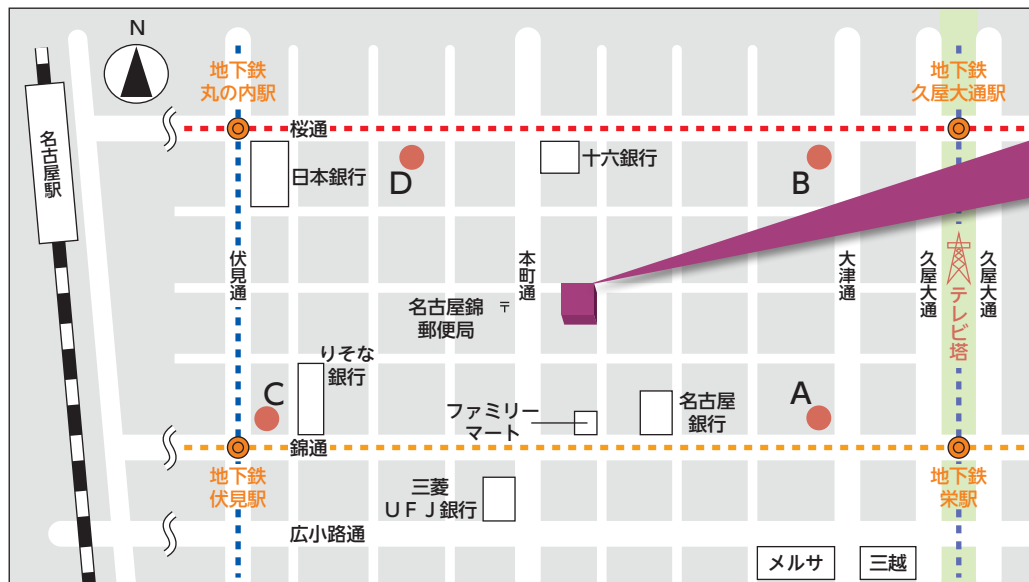 N
地下鉄
丸の内駅
地下鉄
久屋大通駅
名古屋駅
桜通
日本銀行
D
十六銀行
B
伏見通
本町通
大津通
久屋大通
久屋大通
テレビ塔
名古屋錦
郵便局
〒
りそな
銀行
C
ファミリー
マート
名古屋
銀行
A
錦通
地下鉄
伏見駅
三菱
UFJ銀行
地下鉄
栄駅
広小路通
メルサ
三越